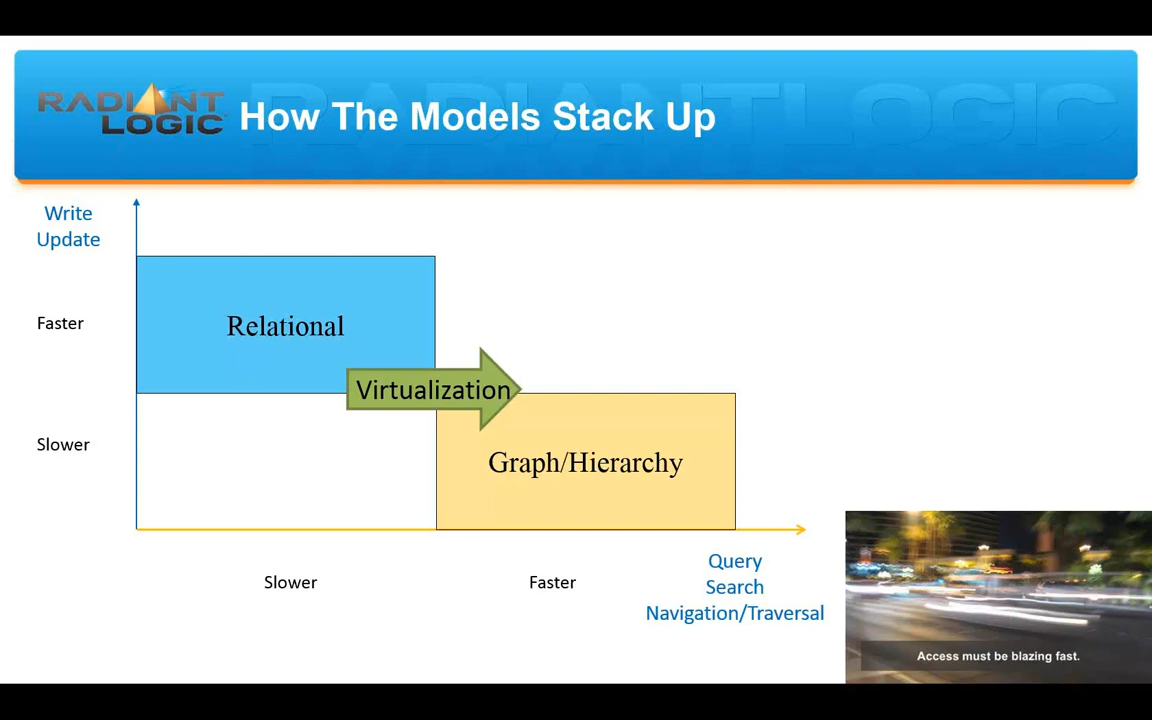 RADIANT
LOGIC
How The Models Stack Up
Write
Update
Faster
Relational
Virtualization
Slower
Graph/Hierarchy
Slower
Faster
Query
Search
Navigation/Traversal
Access must be blazing fast.
RADIANTLOGIC